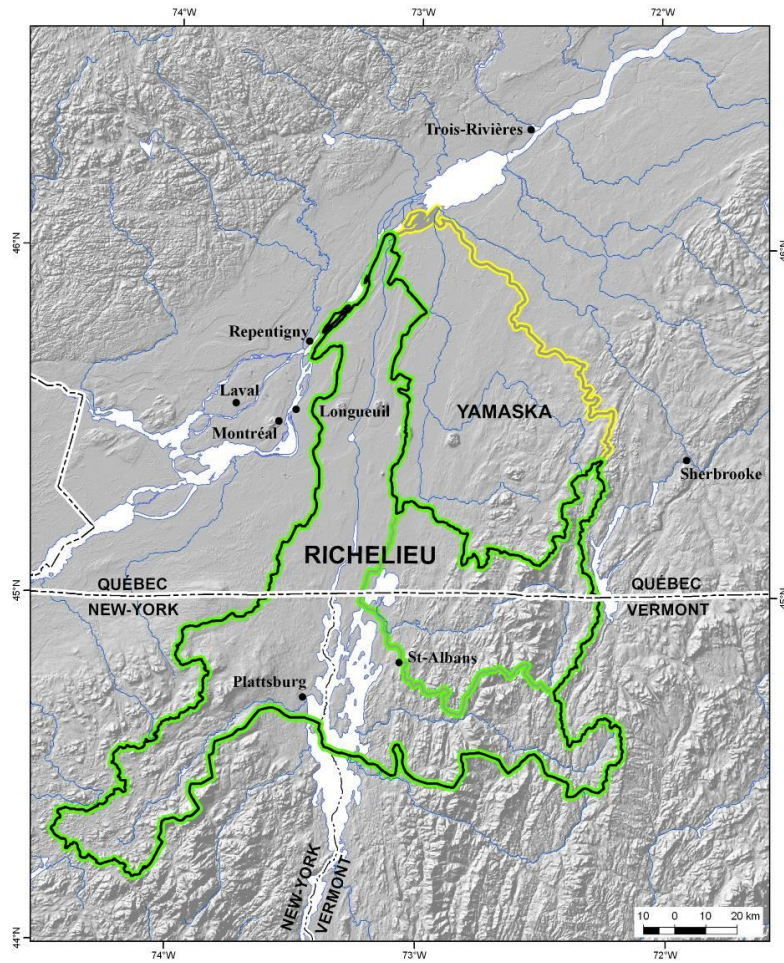 74°W
73°W
72°W
Trois-Rivières
46°N
46°N
Repentigny
Laval
Longueuil
Montréal
YAMASKA
Sherbrooke
RICHELIEU
QUÉBEC
NEW-YORK
45°N
QUÉBEC
VERMONT
45°N
St-Albans
Plattsburg
NEW-YORK
VERMONT
10 0 10 20 km
44°N
44°N
74°W
73°W
72°W